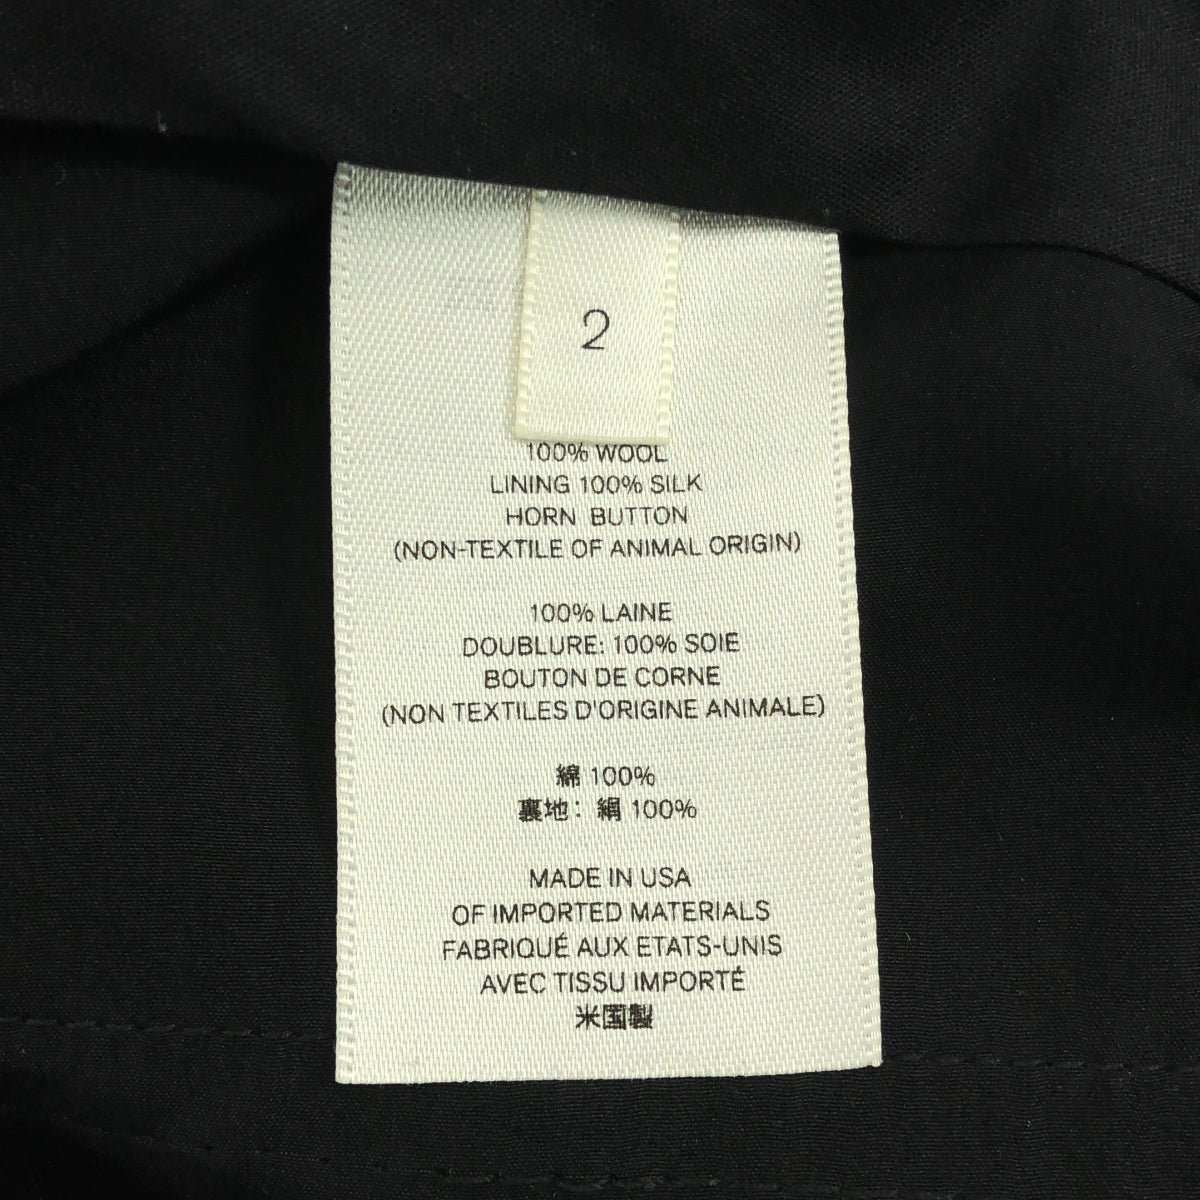 2
100% WOOL
LINING 100% SILK
HORN BUTTON
(NON-TEXTILE OF ANIMAL ORIGIN)
100% LAINE
DOUBLURE: 100% SOIE
BOUTON DE CORNE
(NON TEXTILES D'ORIGINE ANIMALE)
綿 100%
裏地: 絹 100%
MADE IN USA
OF IMPORTED MATERIALS
FABRIQUÉ AUX ETATS-UNIS
AVEC TISSU IMPORTÉ
米国製